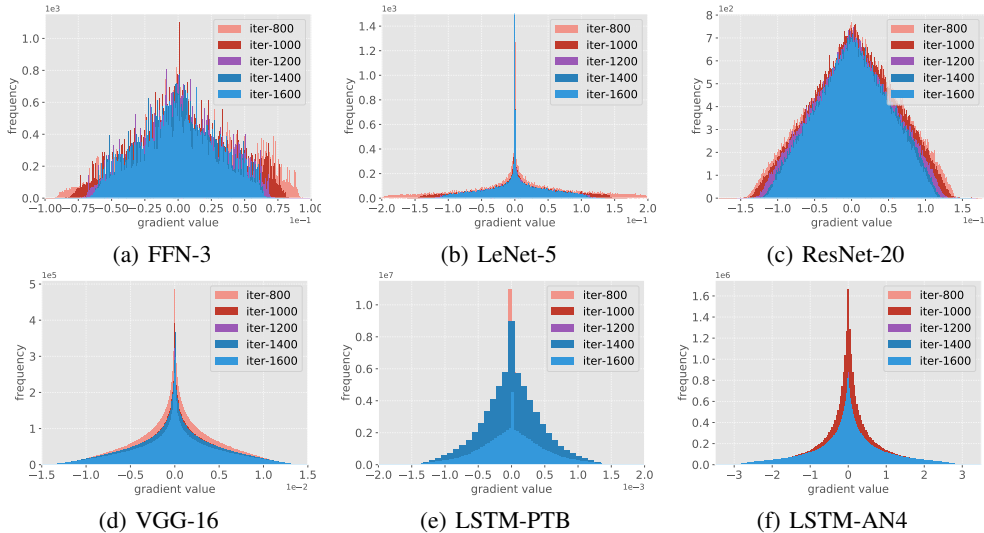 1e3
1.0
0.8
0.6
0.4
0.2
0.0
frequency
−1.00−0.75−0.50−0.25 0.00 0.25 0.50 0.75 1.00
1e−1
gradient value
iter-800
iter-1000
iter-1200
iter-1400
iter-1600
(a) FFN-3
1e3
1.4
1.2
1.0
0.8
0.6
0.4
0.2
0.0
frequency
−2.0 −1.5 −1.0 −0.5 0.0 0.5 1.0 1.5 2.0
1e−1
gradient value
iter-800
iter-1000
iter-1200
iter-1400
iter-1600
(b) LeNet-5
1e2
8
7
6
5
4
3
2
1
0
frequency
−1.5 −1.0 −0.5 0.0 0.5 1.0 1.5
1e−1
gradient value
iter-800
iter-1000
iter-1200
iter-1400
iter-1600
(c) ResNet-20
1e5
5
4
3
2
1
0
frequency
−1.5 −1.0 −0.5 0.0 0.5 1.0 1.5
1e−2
gradient value
iter-800
iter-1000
iter-1200
iter-1400
iter-1600
(d) VGG-16
1e7
1.0
0.8
0.6
0.4
0.2
0.0
frequency
−2.0 −1.5 −1.0 −0.5 0.0 0.5 1.0 1.5 2.0
1e−3
gradient value
iter-800
iter-1000
iter-1200
iter-1400
iter-1600
(e) LSTM-PTB
1e6
1.6
1.4
1.2
1.0
0.8
0.6
0.4
0.2
0.0
frequency
−3 −2 −1 0 1 2 3
gradient value
iter-800
iter-1000
iter-1200
iter-1400
iter-1600
(f) LSTM-AN4